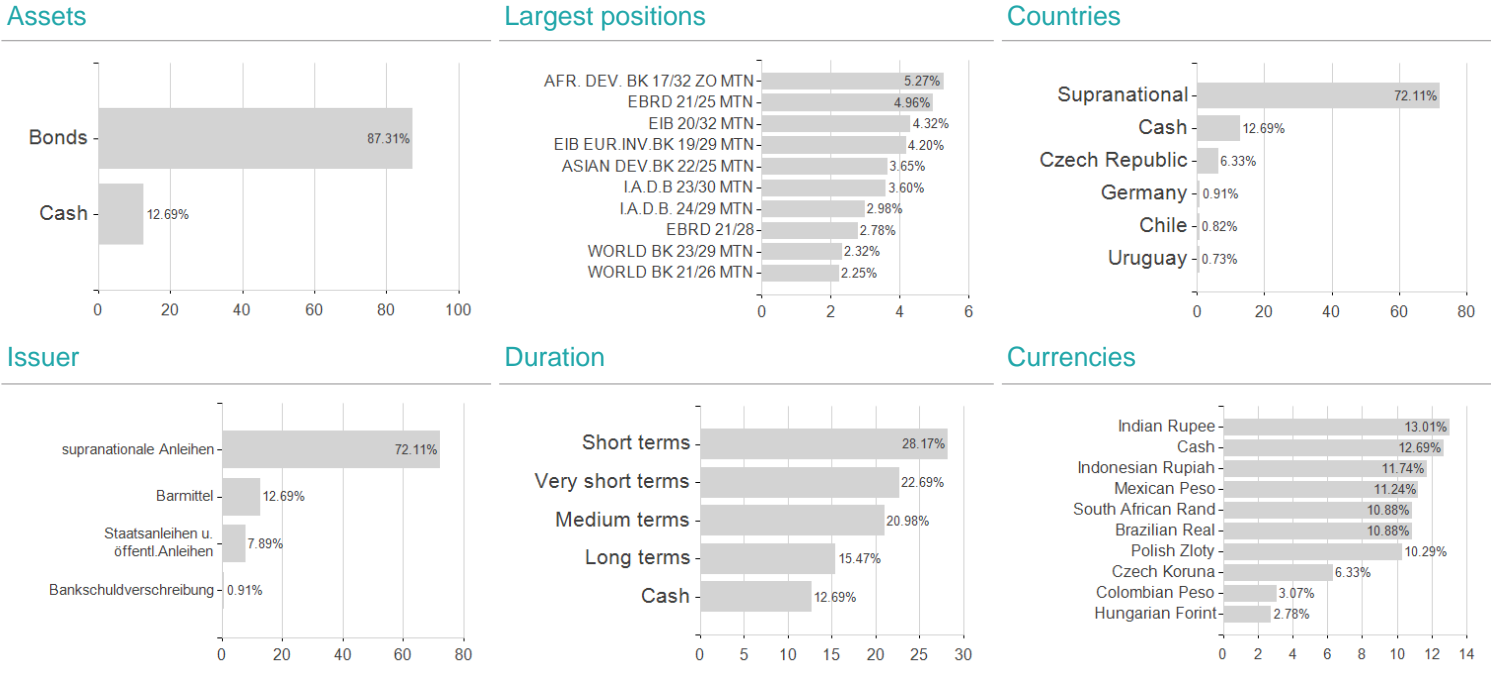 Assets
Bonds
87.31%
Cash
12.69%
0 20 40 60 80 100
Largest positions
AFR. DEV. BK 17/32 ZO MTN 5.27%
EBRD 21/25 MTN 4.96%
EIB 20/32 MTN 4.32%
EIB EUR.INV.BK 19/29 MTN 4.20%
ASIAN DEV.BK 22/25 MTN 3.65%
I.A.D.B 23/30 MTN 3.60%
I.A.D.B. 24/29 MTN 2.98%
EBRD 21/28 2.78%
WORLD BK 23/29 MTN 2.32%
WORLD BK 21/26 MTN 2.25%
0 2 4 6
Countries
Supranational 72.11%
Cash 12.69%
Czech Republic 6.33%
Germany 0.91%
Chile 0.82%
Uruguay 0.73%
0 20 40 60 80
Issuer
supranationale Anleihen 72.11%
Barmittel 12.69%
Staatsanleihen u.
öffentl.Anleihen 7.89%
Bankschuldverschreibung 0.91%
0 20 40 60 80
Duration
Short terms 28.17%
Very short terms 22.69%
Medium terms 20.98%
Long terms 15.47%
Cash 12.69%
0 5 10 15 20 25 30
Currencies
Indian Rupee 13.01%
Cash 12.69%
Indonesian Rupiah 11.74%
Mexican Peso 11.24%
South African Rand 10.88%
Brazilian Real 10.88%
Polish Zloty 10.29%
Czech Koruna 6.33%
Colombian Peso 3.07%
Hungarian Forint 2.78%
0 2 4 6 8 10 12 14